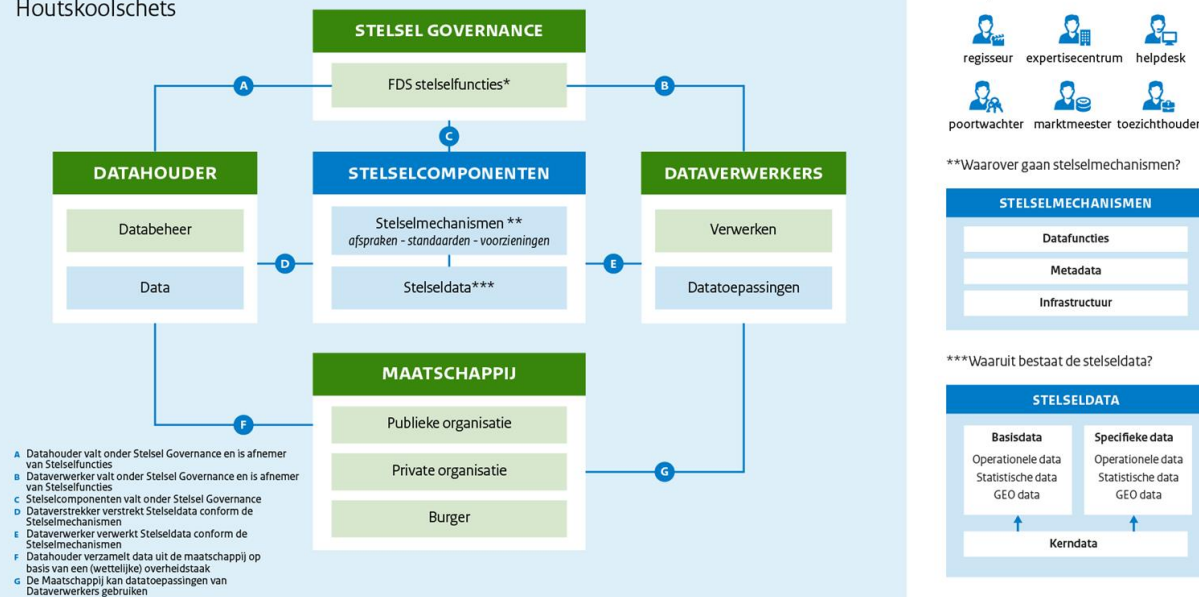 Houtskoolschets
STELSEL GOVERNANCE
FDS stelselfuncties*
A
B
C
DATAHOUDER
Databeheer
Data
STELSELCOMPONENTEN
Stelselmechanismen **
afspraken - standaarden - voorzieningen
Stelseldata***
DATAVERWERKERS
Verwerken
Datatoepassingen
D
E
MAATSCHAPPIJ
Publieke organisatie
Private organisatie
Burger
F
G
A Datahouder valt onder Stelsel Governance en is afnemer
van Stelselfuncties
B Dataverwerker valt onder Stelsel Governance en is afnemer
van Stelselfuncties
C Stelselcomponenten valt onder Stelsel Governance
D Dataverstrekker verstrekt Stelseldata conform de
Stelselmechanismen
E Dataverwerker verwerkt Stelseldata conform de
Stelselmechanismen
F Datahouder verzamelt data uit de maatschappij op
basis van een (wettelijke) overheidstaak
G De Maatschappij kan datatoepassingen van
Dataverwerkers gebruiken
regisseur expertisecentrum helpdesk
poortwachter marktmeester toezichthouder
**Waarover gaan stelselmechanismen?
STELSELMECHANISMEN
Datafuncties
Metadata
Infrastructuur
***Waaruit bestaat de stelseldata?
STELSELDATA
Basisdata
Operationele data
Statistische data
GEO data
Specifieke data
Operationele data
Statistische data
GEO data
Kerndata